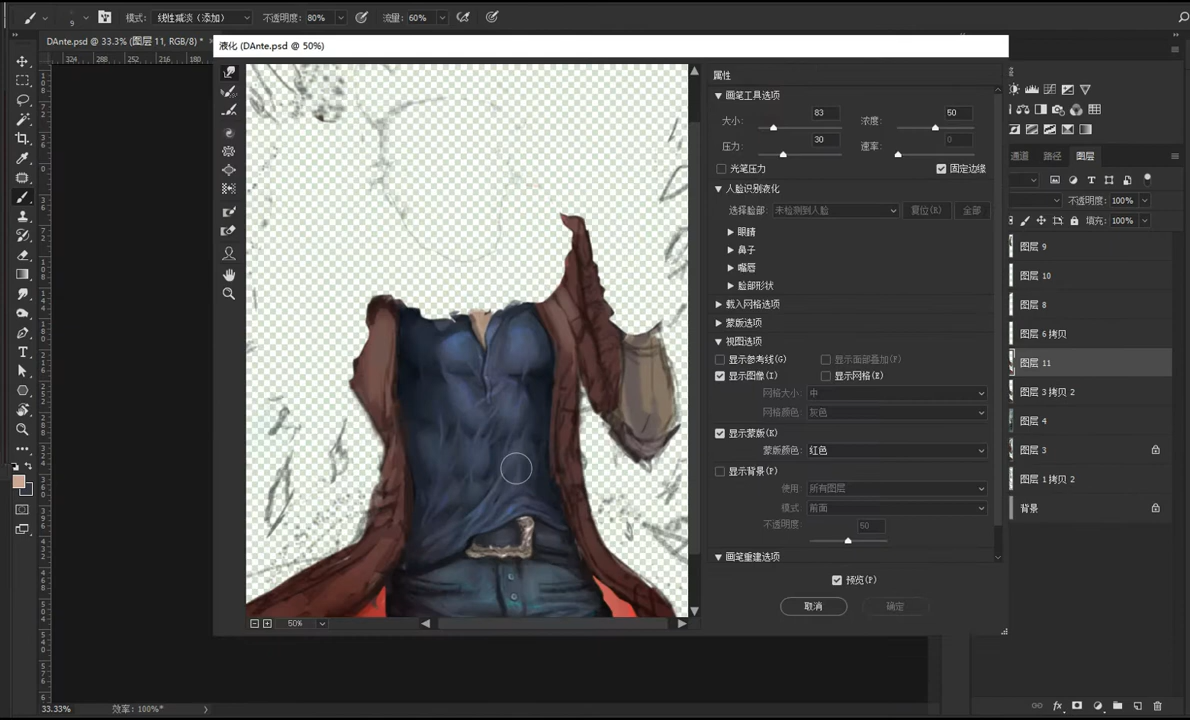 9
模式: 线性减淡（添加）
不透明度: 80%
流量: 60%
DAnte.psd @ 33.3% (图层 11, RGB/8) *
324 288 252 216 180
液化 (DAnte.psd @ 50%)
属性
画笔工具选项
大小: 83
浓度: 50
压力 30
速率: 0
光笔压力
固定边缘
人脸识别液化
选择脸部: 未检测到人脸
复位(R)
全部
眼睛
鼻子
嘴唇
脸部形状
载入网格选项
蒙版选项
视图选项
显示参考线(G)
显示面部叠加(F)
显示图像(I)
显示网格(E)
网格大小: 中
网格颜色: 灰色
显示蒙版(K)
蒙版颜色: 红色
显示背景(P)
使用: 所有图层
模式 前面
不透明度: 50
画笔重建选项
预览(P)
取消
确定
50%
通道
路径
图层
不透明度: 100%
填充: 100%
图层 9
图层 10
图层 8
图层 6 拷贝
图层 11
图层 3 拷贝 2
图层 4
图层 3
图层 1 拷贝 2
背景
33.33%
效率: 100%*